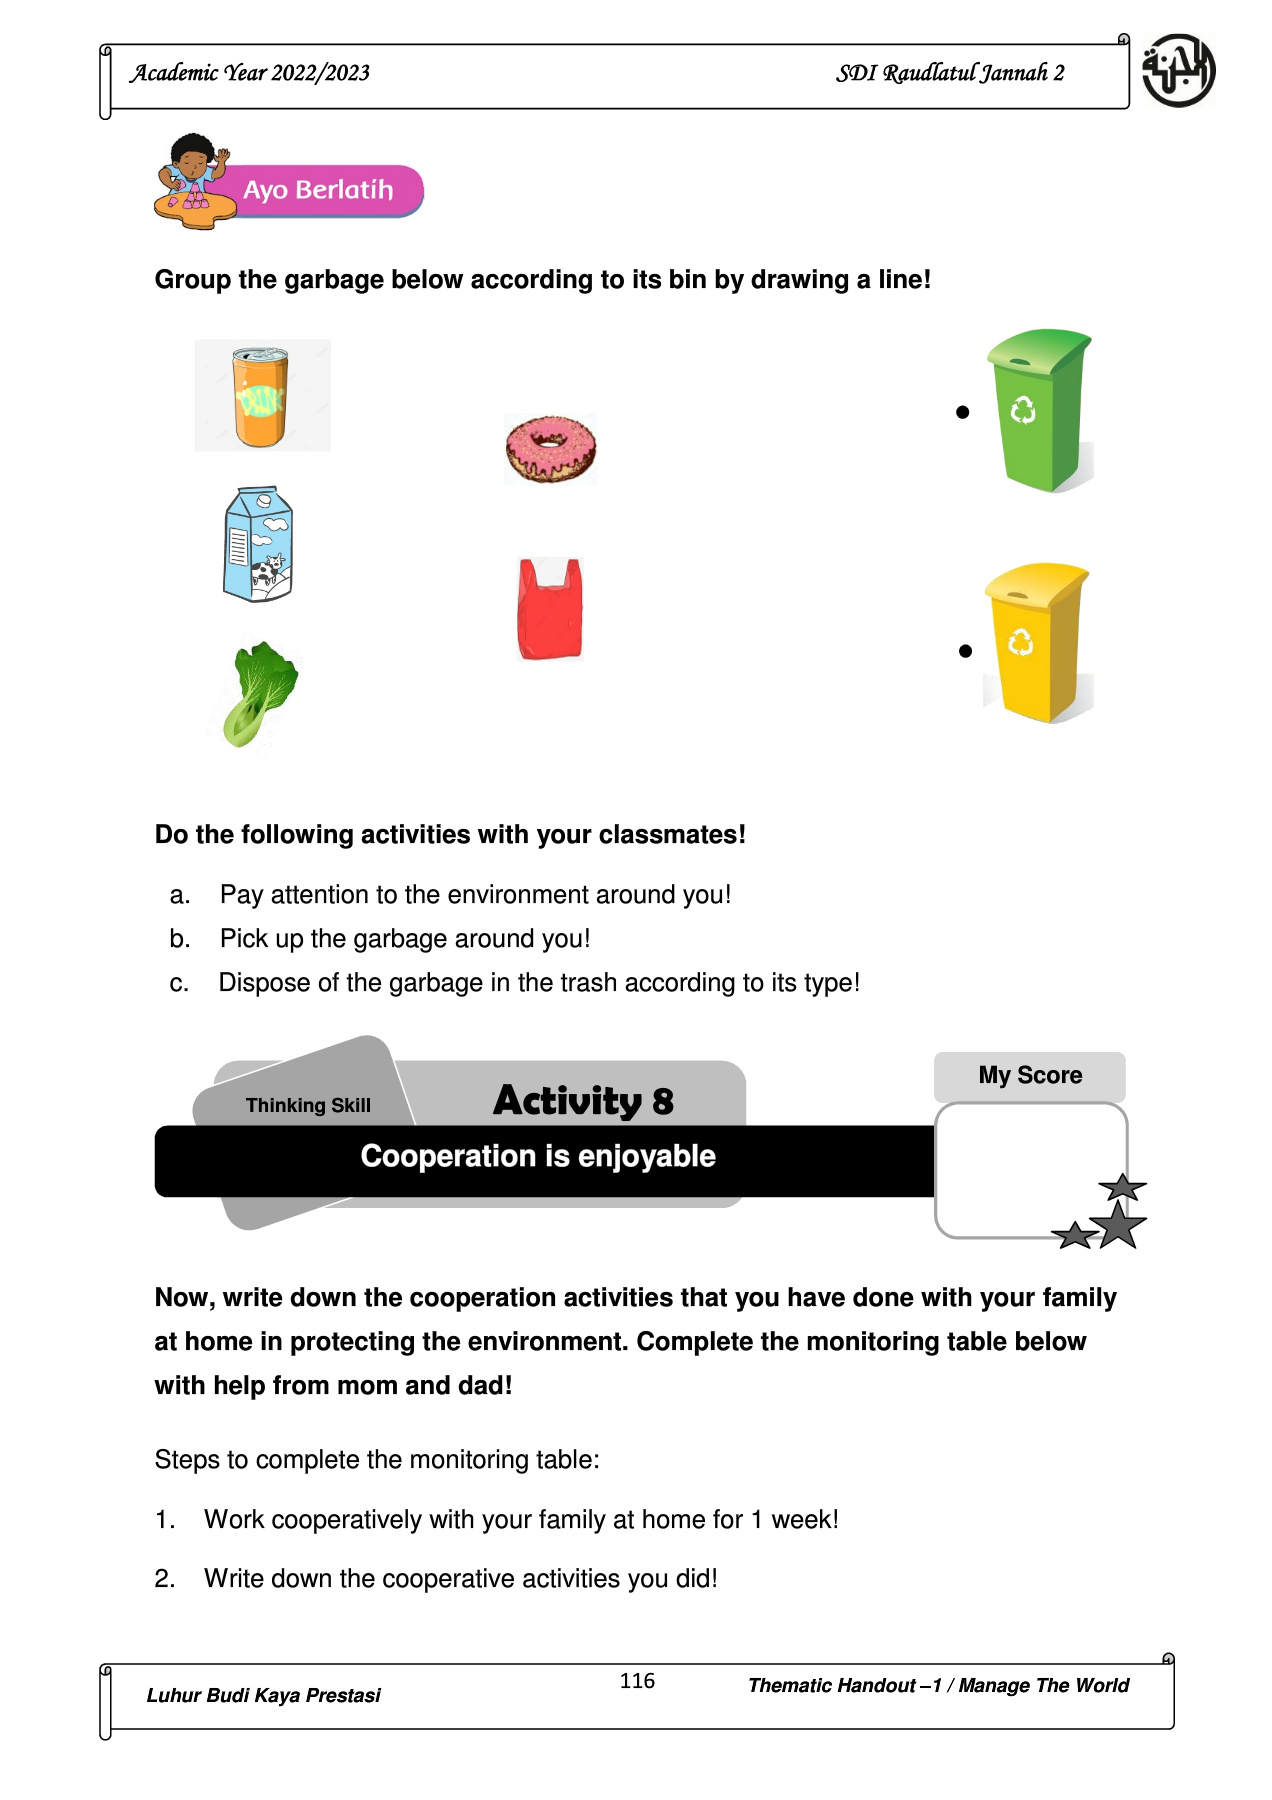 Academic Year 2022/2023
SDI Raudlatul Jannah 2
Ayo Berlatih
Group the garbage below according to its bin by drawing a line!
Do the following activities with your classmates!
a. Pay attention to the environment around you!
b. Pick up the garbage around you!
c. Dispose of the garbage in the trash according to its type!
Thinking Skill
Activity 8
My Score
Cooperation is enjoyable
Now, write down the cooperation activities that you have done with your family
at home in protecting the environment. Complete the monitoring table below
with help from mom and dad!
Steps to complete the monitoring table:
1. Work cooperatively with your family at home for 1 week!
2. Write down the cooperative activities you did!
Luhur Budi Kaya Prestasi
116
Thematic Handout –1 / Manage The World